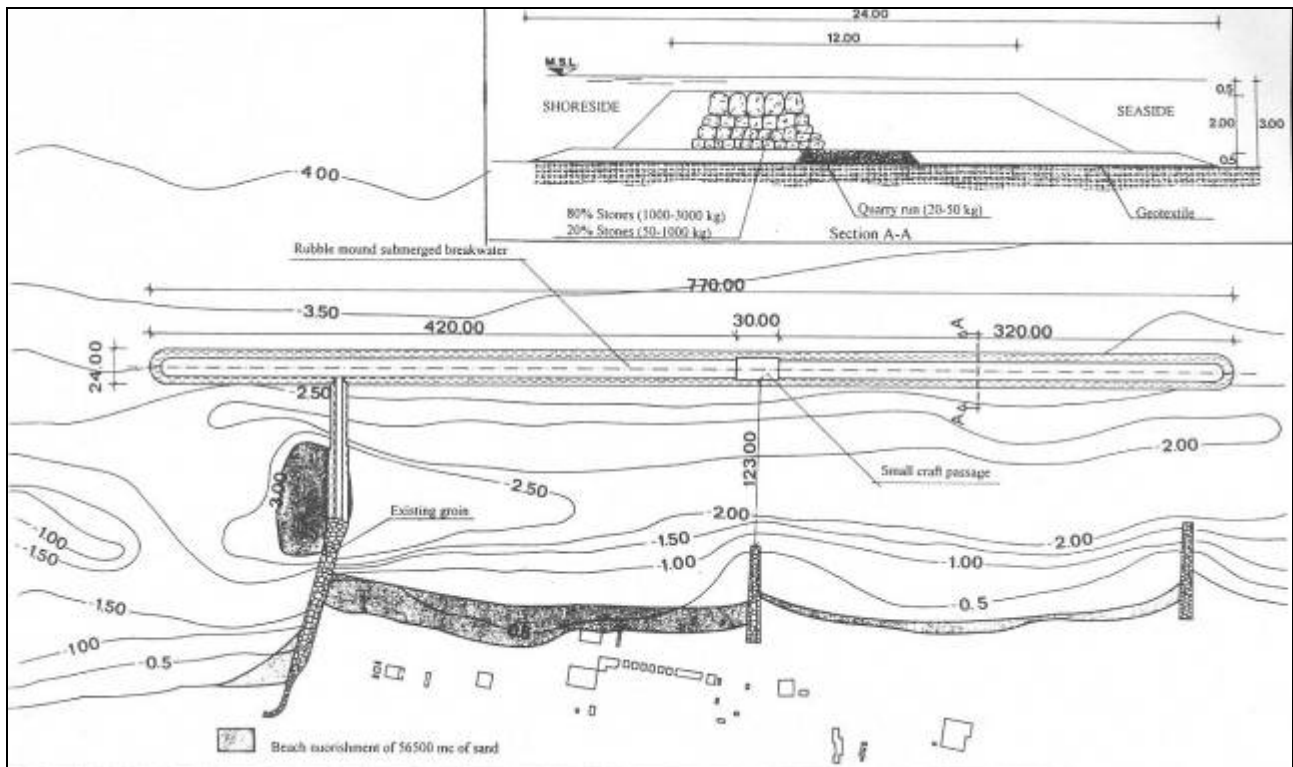 24.00
12.00
M.S.L.
SHORESIDE
SEASIDE
0.5
2.00
3.00
0.5
80% Stones (1000-3000 kg)
20% Stones (50-1000 kg)
Quarry run (20-50 kg)
Geotextile
Section A-A
4.00
Rubble mound submerged breakwater
770.00
-3.50
420.00
30.00
A
320.00
24.00
-2.50
A
-2.00
123.00
Small craft passage
-3.00
-2.50
Existing groin
-2.00
-1.00
-1.50
-1.50
-2.00
-1.00
-1.00
-1.50
-0.5
0.5
1.00
-0.5
Beach nuorishment of 56500 mc of sand